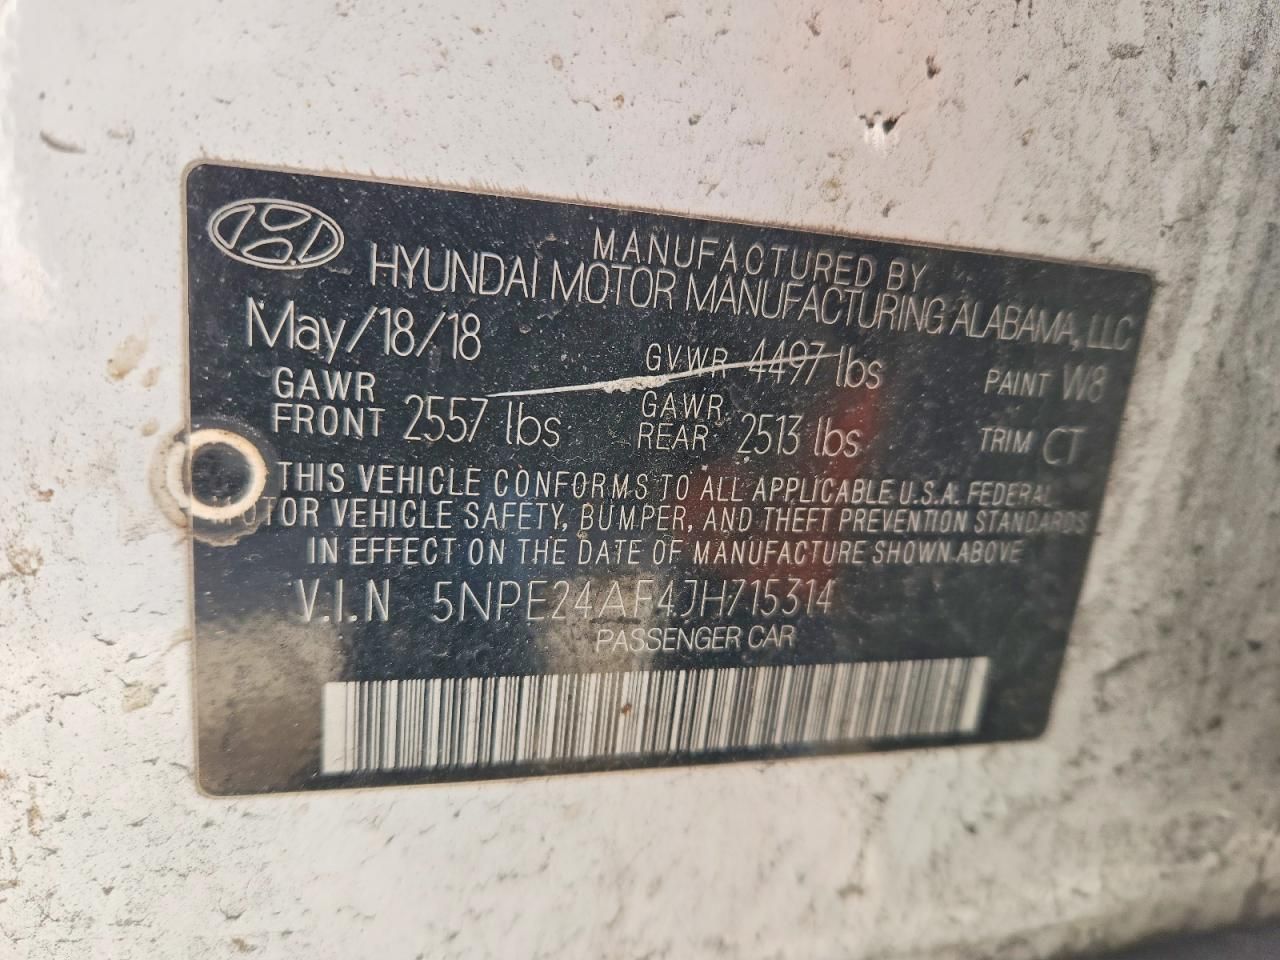 MANUFACTURED BY
HYUNDAI MOTOR MANUFACTURING ALABAMA, LLC
May/18/18 GVWR 4497 lbs PAINT W8
GAWR FRONT 2557 lbs GAWR REAR 2513 lbs TRIM CT
THIS VEHICLE CONFORMS TO ALL APPLICABLE U.S.A. FEDERAL
MOTOR VEHICLE SAFETY, BUMPER, AND THEFT PREVENTION STANDARDS
IN EFFECT ON THE DATE OF MANUFACTURE SHOWN ABOVE
V.I.N 5NPE24AF4JH715314
PASSENGER CAR